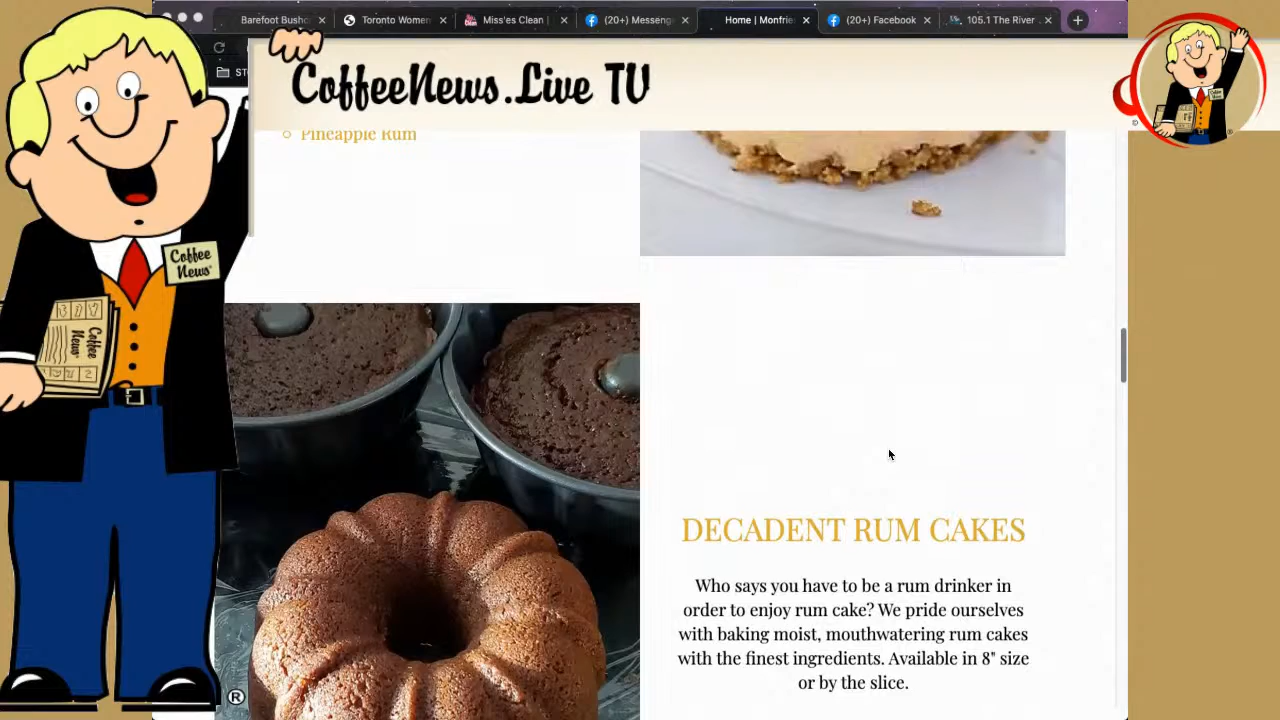 Barefoot Busho
Toronto Women
Miss'es Clean |
(20+) Messeng
Home | Monfrie
(20+) Facebook
105.1 The River
CoffeeNews.Live TV
Pineapple Rum
Coffee
News
Coffee
News
DECADENT RUM CAKES
Who says you have to be a rum drinker in
order to enjoy rum cake? We pride ourselves
with baking moist, mouthwatering rum cakes
with the finest ingredients. Available in 8" size
or by the slice.
®